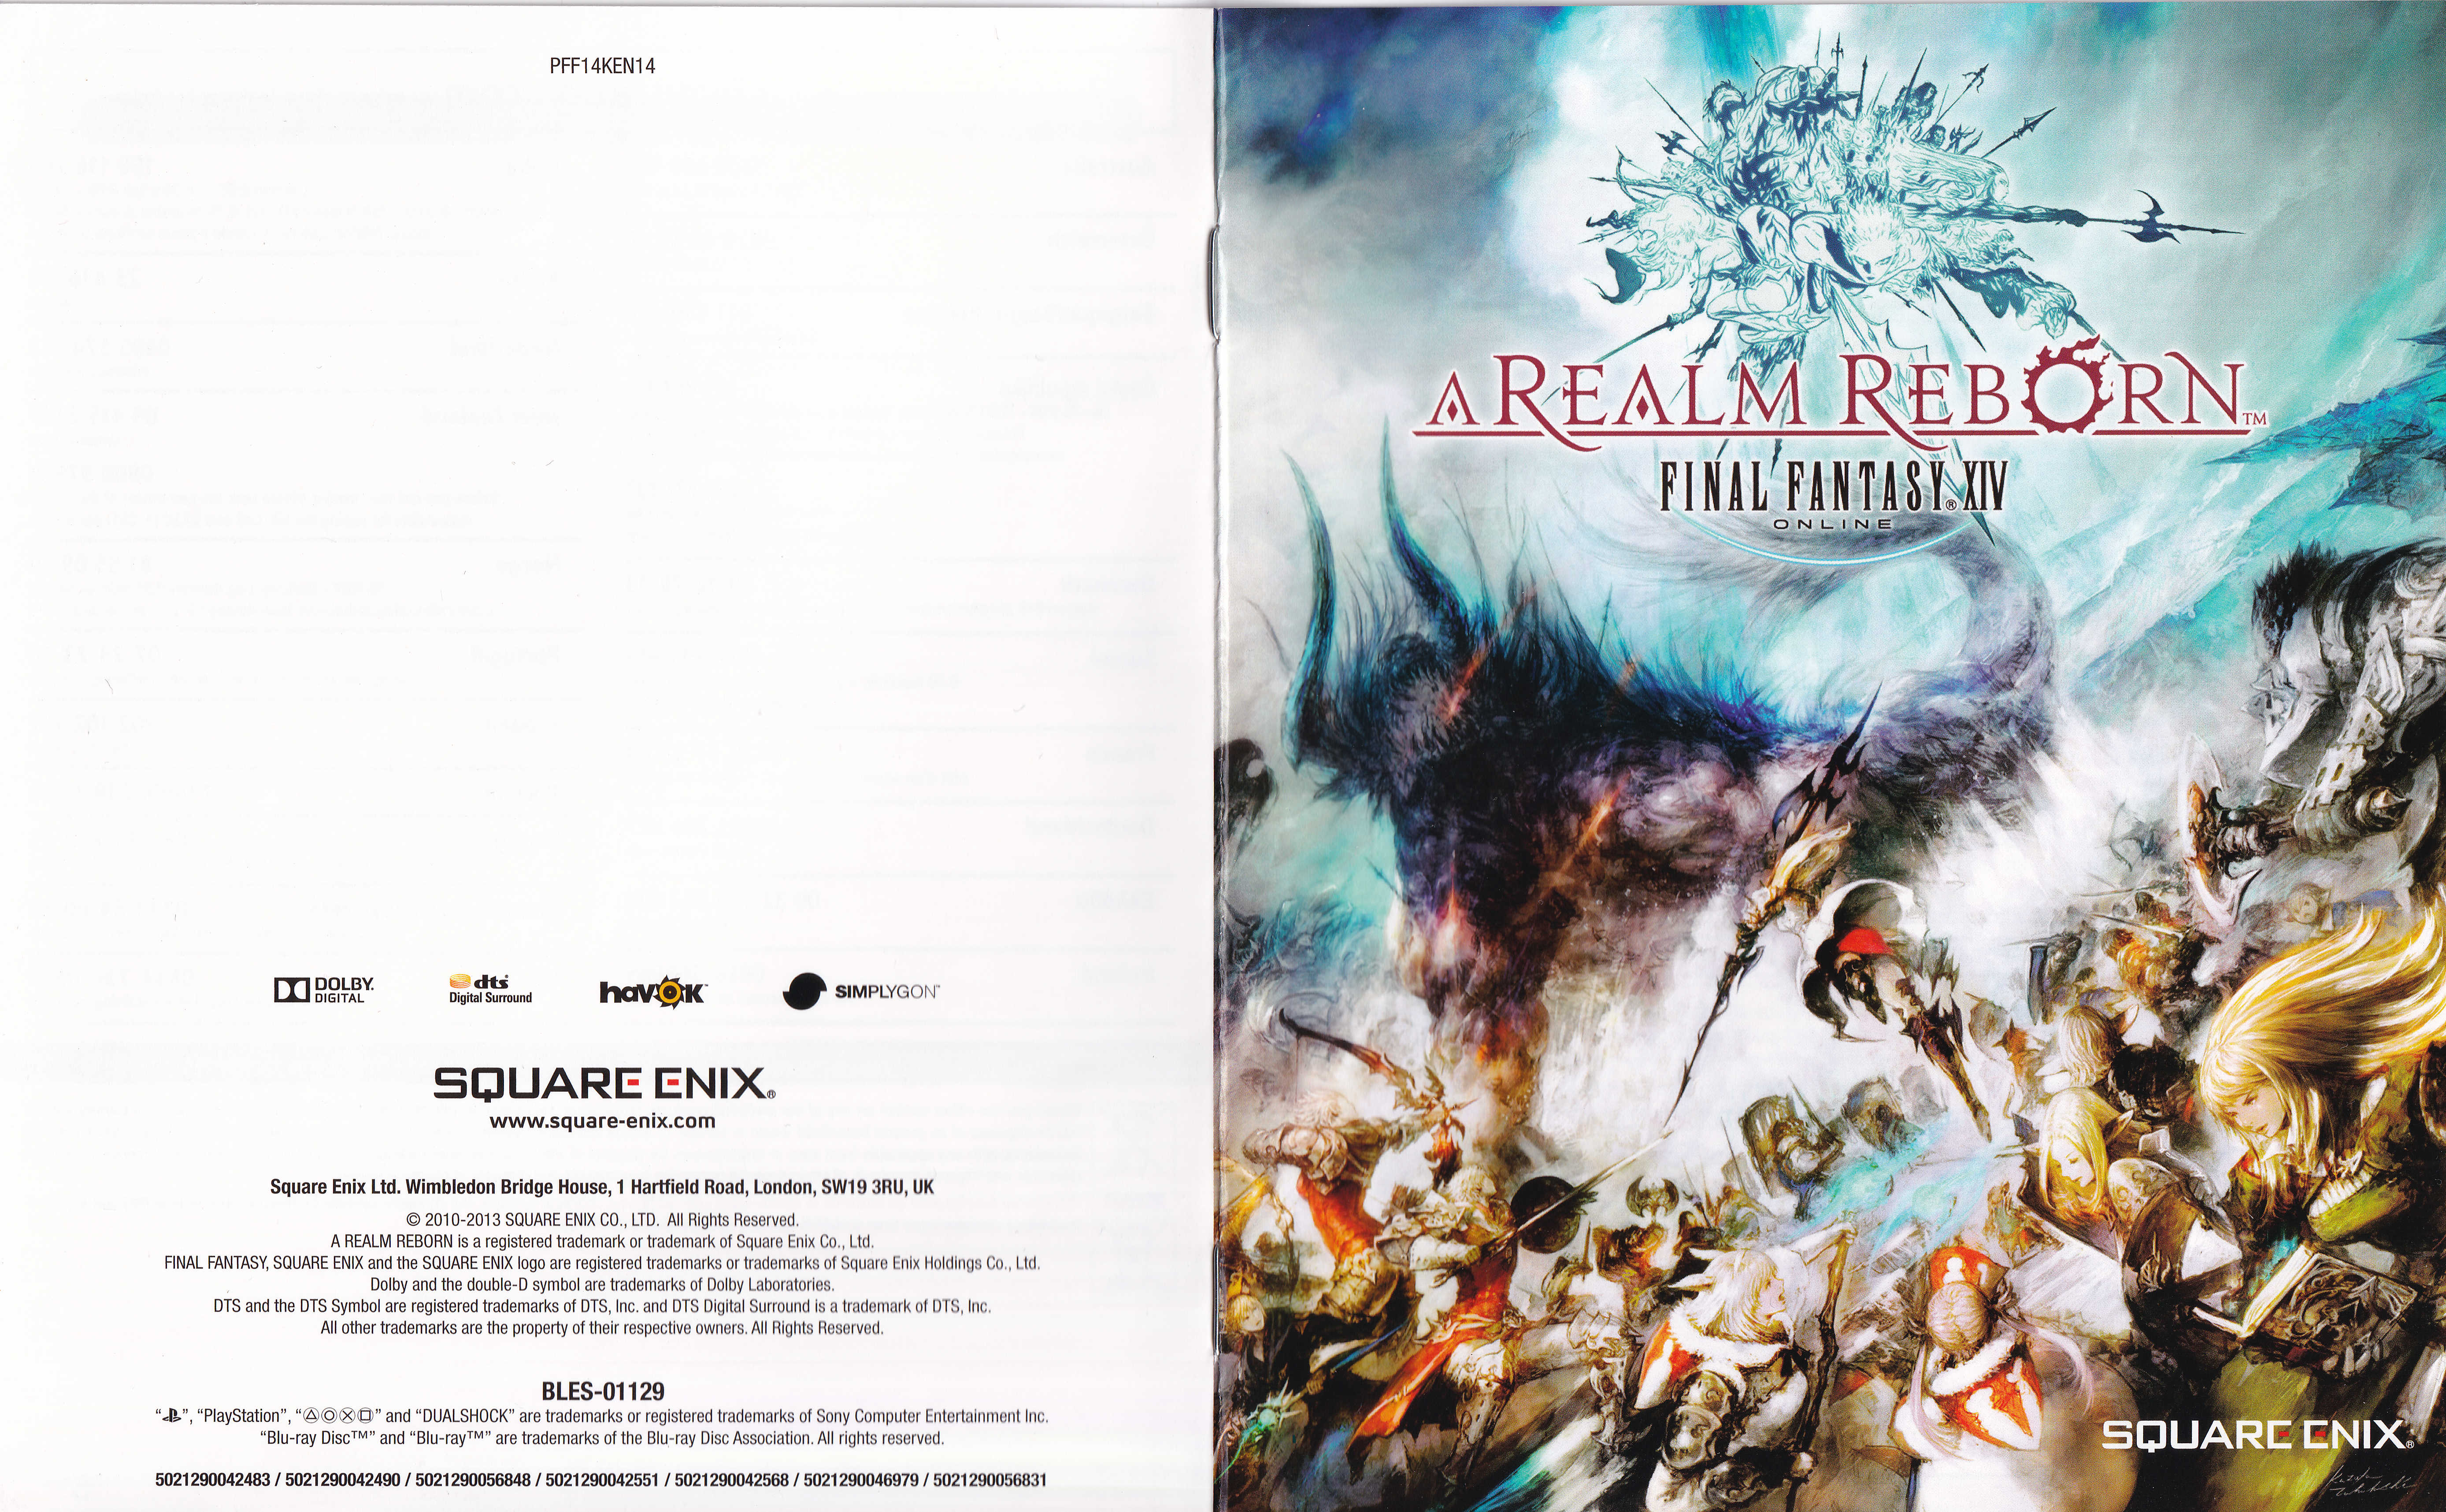 PFF14KEN14
DOLBY.
DIGITAL
dts
Digital Surround
havok™
SIMPLYGON™
SQUARE ENIX®
www.square-enix.com
Square Enix Ltd. Wimbledon Bridge House, 1 Hartfield Road, London, SW19 3RU, UK
© 2010-2013 SQUARE ENIX CO., LTD. All Rights Reserved.
A REALM REBORN is a registered trademark or trademark of Square Enix Co., Ltd.
FINAL FANTASY, SQUARE ENIX and the SQUARE ENIX logo are registered trademarks or trademarks of Square Enix Holdings Co., Ltd.
Dolby and the double-D symbol are trademarks of Dolby Laboratories.
DTS and the DTS Symbol are registered trademarks of DTS, Inc. and DTS Digital Surround is a trademark of DTS, Inc.
All other trademarks are the property of their respective owners. All Rights Reserved.
BLES-01129
“ ”, “PlayStation”, “△○×□” and “DUALSHOCK” are trademarks or registered trademarks of Sony Computer Entertainment Inc.
“Blu-ray Disc™” and “Blu-ray™” are trademarks of the Blu-ray Disc Association. All rights reserved.
5021290042483 / 5021290042490 / 5021290056848 / 5021290042551 / 5021290042568 / 5021290046979 / 5021290056831
A REALM REBORN™
FINAL FANTASY® XIV
ONLINE
SQUARE ENIX®